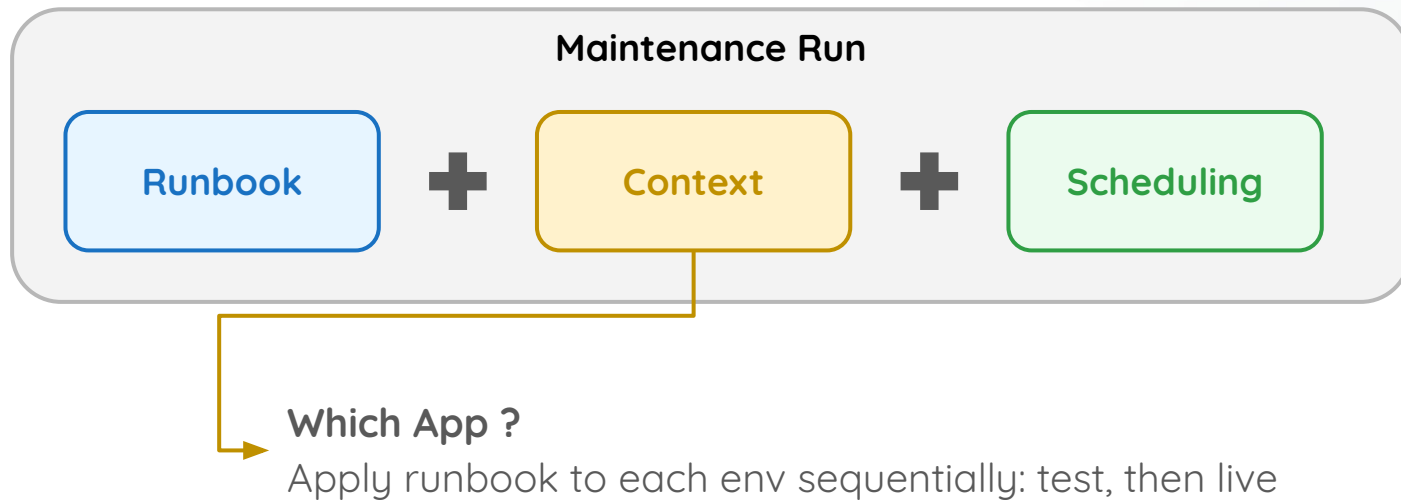 Maintenance Run
Runbook
Context
Scheduling
Which App ?
Apply runbook to each env sequentially: test, then live